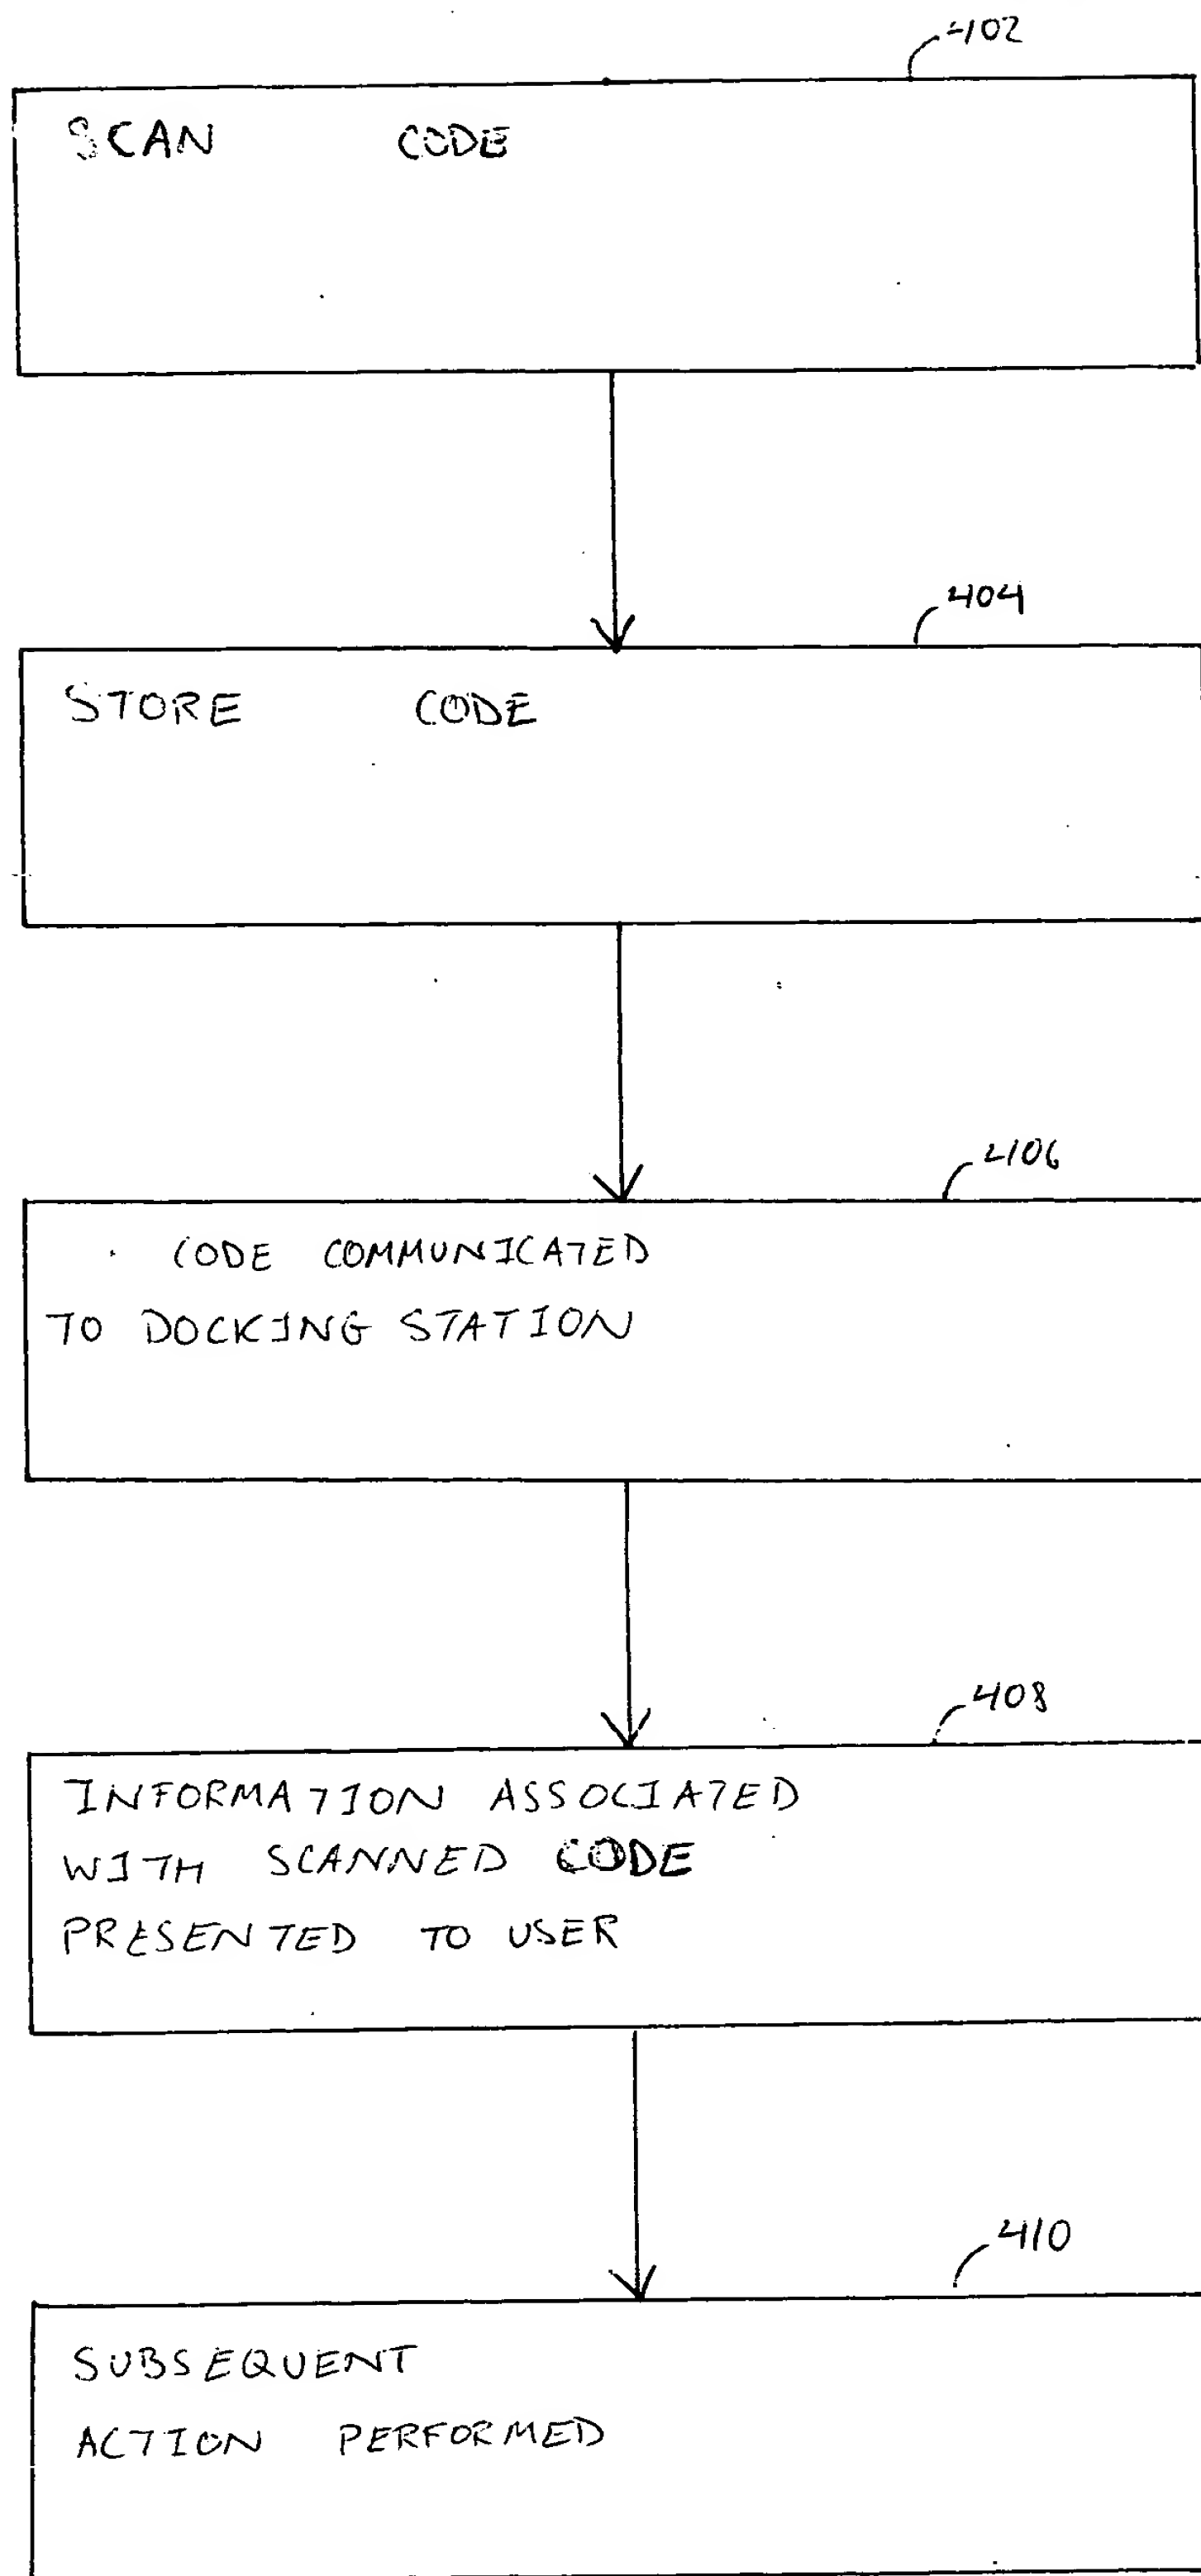 402
SCAN CODE
404
STORE CODE
406
CODE COMMUNICATED
TO DOCKING STATION
408
INFORMATION ASSOCIATED
WITH SCANNED CODE
PRESENTED TO USER
410
SUBSEQUENT
ACTION PERFORMED